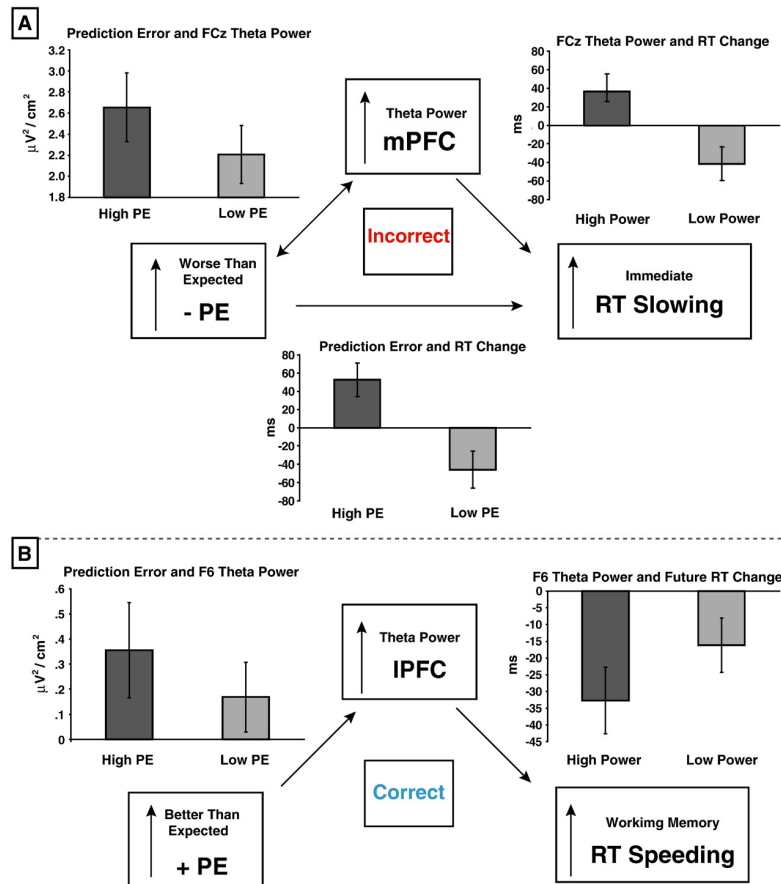 A
Prediction Error and FCz Theta Power
3.2
3.0
2.6
2.4
2.2
2.0
1.8
μV²/cm²
High PE
Low PE
Theta Power
mPFC
FCz Theta Power and RT Change
80
60
40
20
0
-20
-40
-60
-80
ms
High Power
Low Power
Incorrect
Worse Than
Expected
- PE
Immediate
RT Slowing
Prediction Error and RT Change
80
60
40
20
0
-20
-40
-60
-80
ms
High PE
Low PE
B
Prediction Error and F6 Theta Power
.6
.5
.4
.3
.2
.1
0
μV²/cm²
High PE
Low PE
Theta Power
lPFC
F6 Theta Power and Future RT Change
0
-5
-10
-15
-20
-25
-30
-35
-40
-45
ms
High Power
Low Power
Correct
Better Than
Expected
+ PE
Workimg Memory
RT Speeding